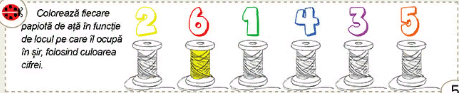 Colorează fiecare
papiotă de ață în funcție
de locul pe care îl ocupă
în șir, folosind culoarea
cifrei.
2 6 1 4 3 5
5